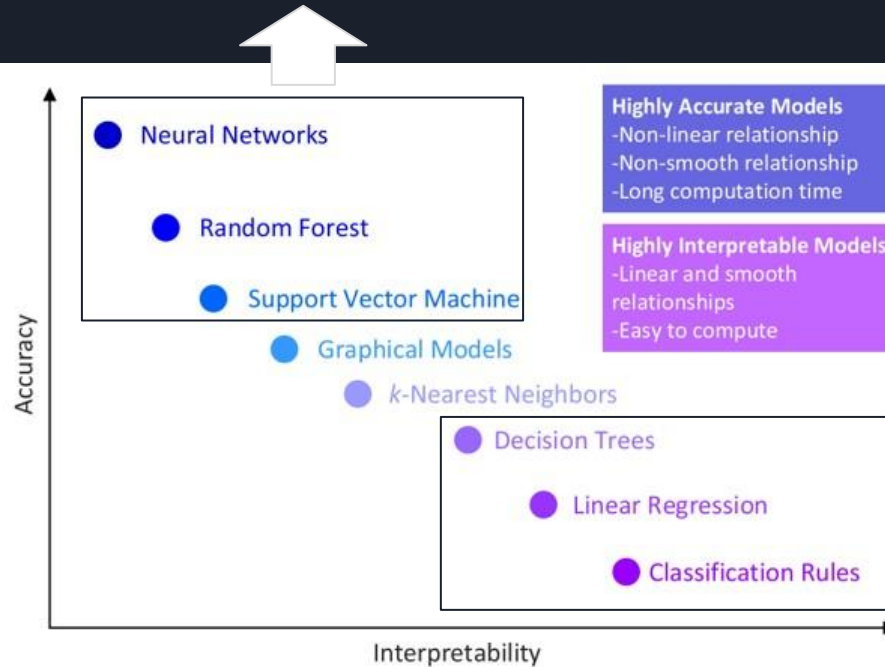 Neural Networks
Random Forest
Support Vector Machine
Graphical Models
k-Nearest Neighbors
Decision Trees
Linear Regression
Classification Rules
Highly Accurate Models
-Non-linear relationship
-Non-smooth relationship
-Long computation time
Highly Interpretable Models
-Linear and smooth
relationships
-Easy to compute
Accuracy
Interpretability